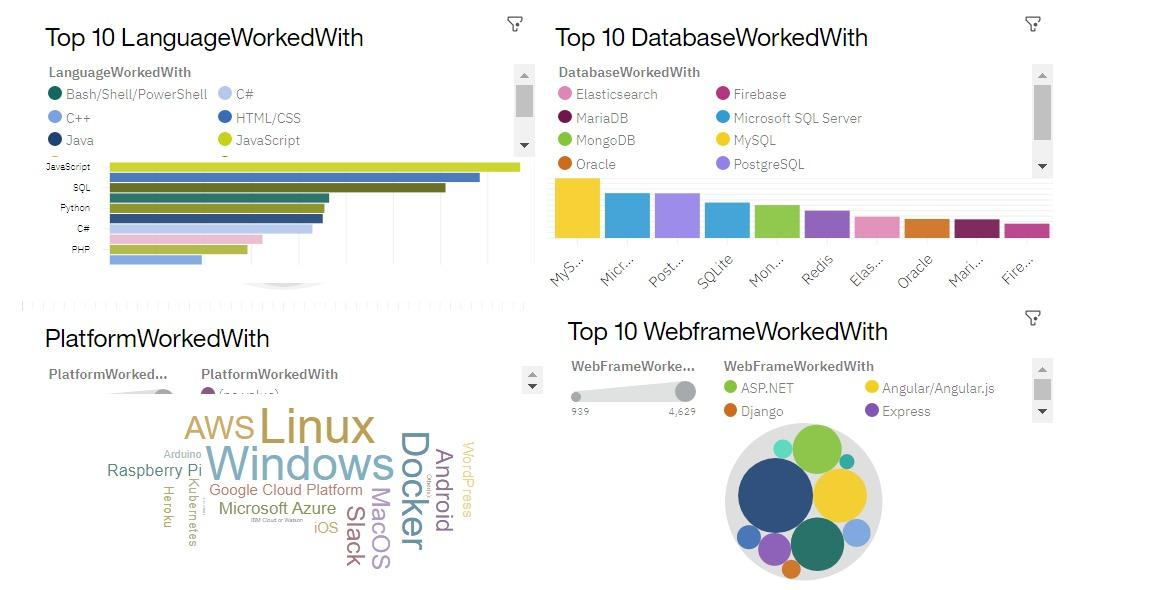 Top 10 LanguageWorkedWith
LanguageWorkedWith
Bash/Shell/PowerShell C#
C++ HTML/CSS
Java JavaScript
JavaScript
SQL
Python
C#
PHP
Top 10 DatabaseWorkedWith
DatabaseWorkedWith
Elasticsearch Firebase
MariaDB Microsoft SQL Server
MongoDB MySQL
Oracle PostgreSQL
MyS... Micr... Post... SQLite Mon... Redis Elas... Oracle Mari... Fire...
PlatformWorkedWith
PlatformWorked... PlatformWorkedWith
AWS Linux
Arduino
Windows
Raspberry Pi
Google Cloud Platform
Microsoft Azure
IBM Cloud or Watson
iOS
Heroku
Kubernetes
Slack
MacOS
Docker
Android
WordPress
Top 10 WebframeWorkedWith
WebFrameWorke... WebFrameWorkedWith
ASP.NET Angular/Angular.js
939 4,629 Django Express